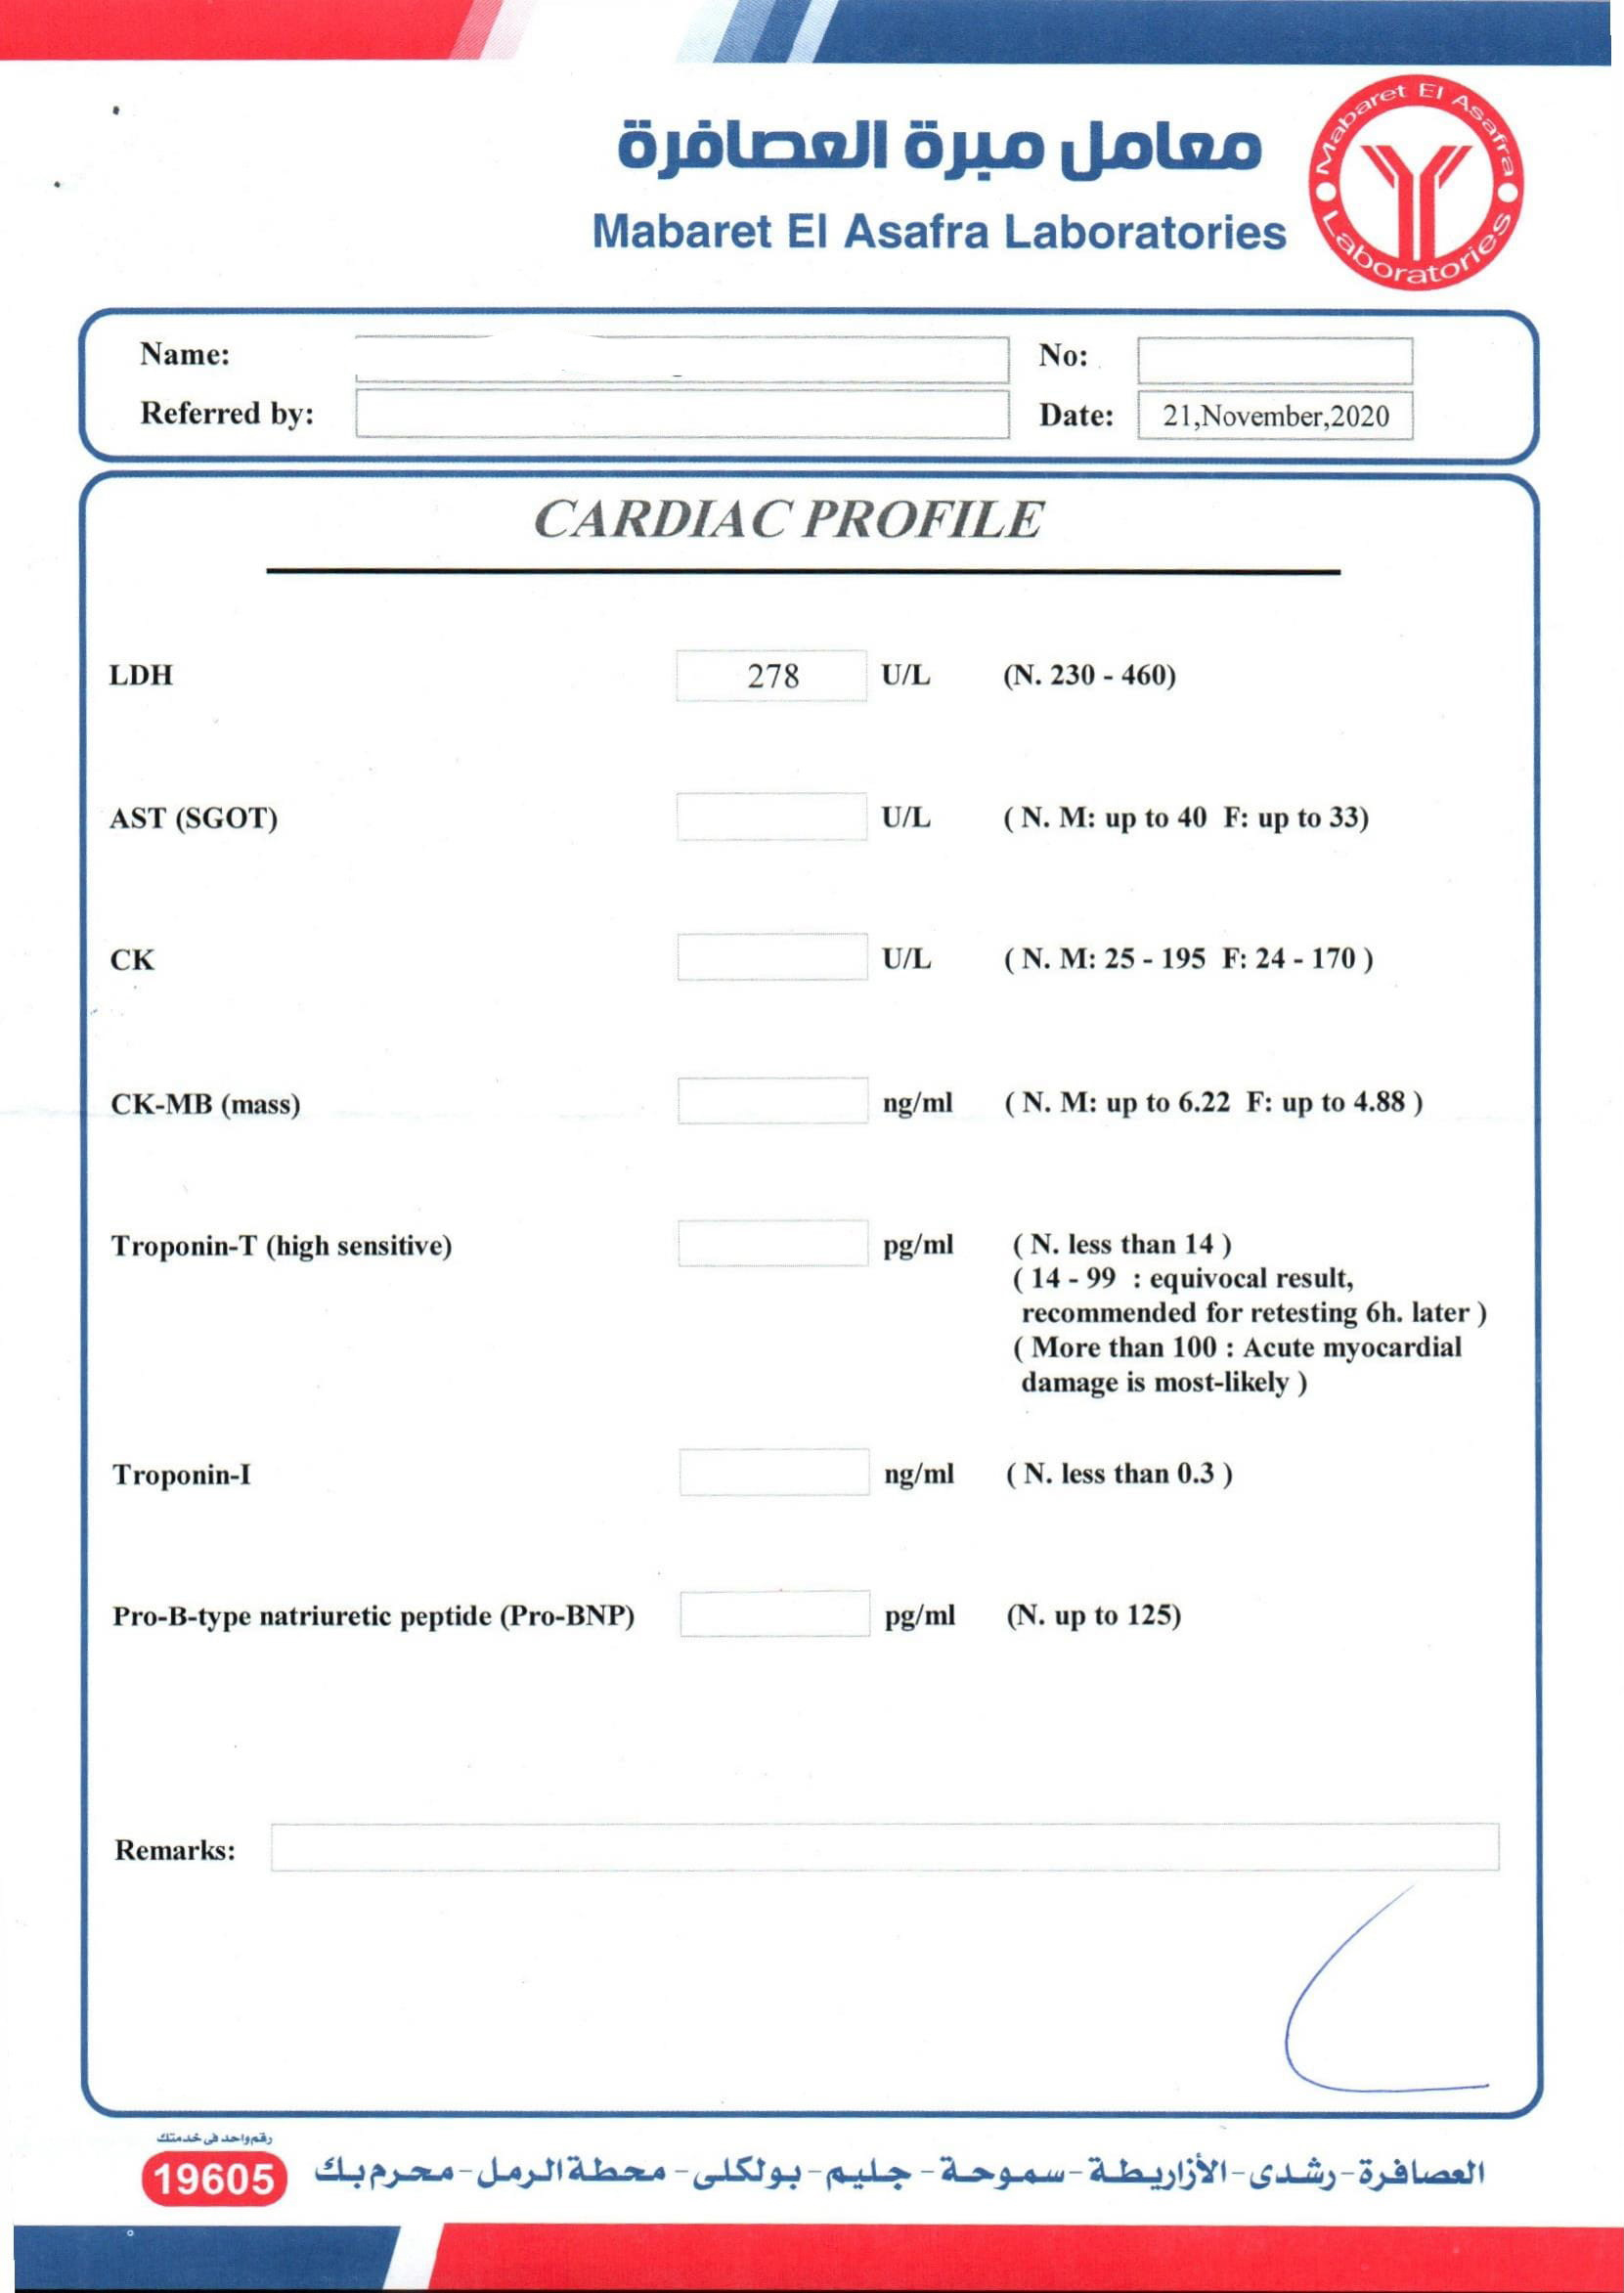 معامل مبرة العصافرة
Mabaret El Asafra Laboratories
Mabaret El Asafra Laboratories
Name:
No:
Referred by:
Date: 21,November,2020
CARDIAC PROFILE
LDH 278 U/L (N. 230 - 460)
AST (SGOT) U/L ( N. M: up to 40 F: up to 33)
CK U/L ( N. M: 25 - 195 F: 24 - 170 )
CK-MB (mass) ng/ml ( N. M: up to 6.22 F: up to 4.88 )
Troponin-T (high sensitive) pg/ml ( N. less than 14 )
( 14 - 99 : equivocal result,
recommended for retesting 6h. later )
( More than 100 : Acute myocardial
damage is most-likely )
Troponin-I ng/ml ( N. less than 0.3 )
Pro-B-type natriuretic peptide (Pro-BNP) pg/ml (N. up to 125)
Remarks:
رقم واحد فى خدمتك
19605
العصافرة - رشدى - الأزاريطة - سموحة - جليم - بولكلى - محطة الرمل - محرم بك